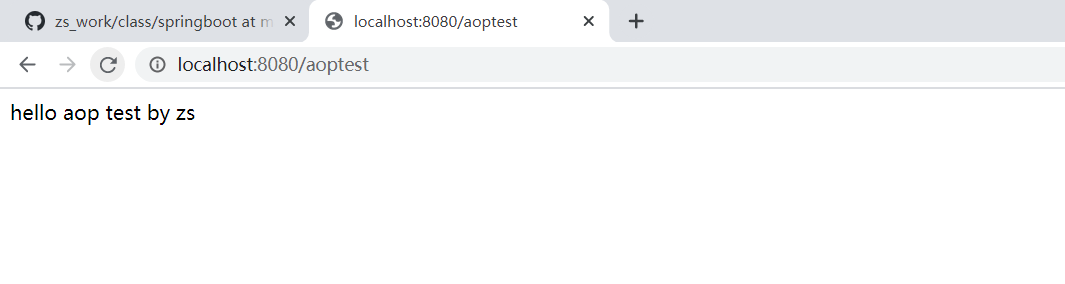 zs_work/class/springboot at m
localhost:8080/aoptest
localhost:8080/aoptest
hello aop test by zs